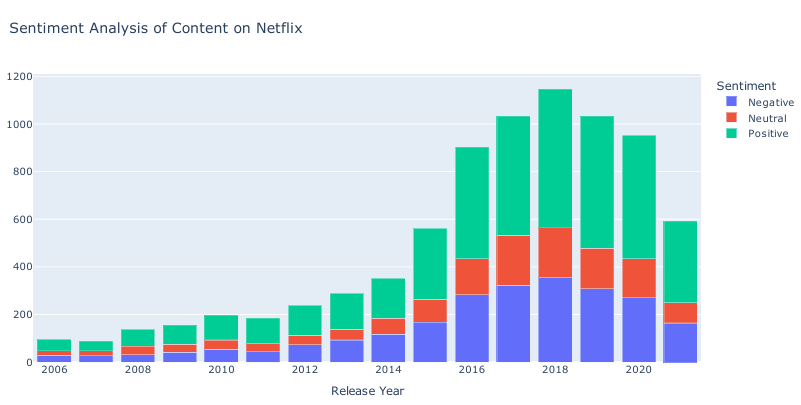 Sentiment Analysis of Content on Netflix
Sentiment
Negative
Neutral
Positive
1200
1000
800
600
400
200
0
2006 2008 2010 2012 2014 2016 2018 2020
Release Year